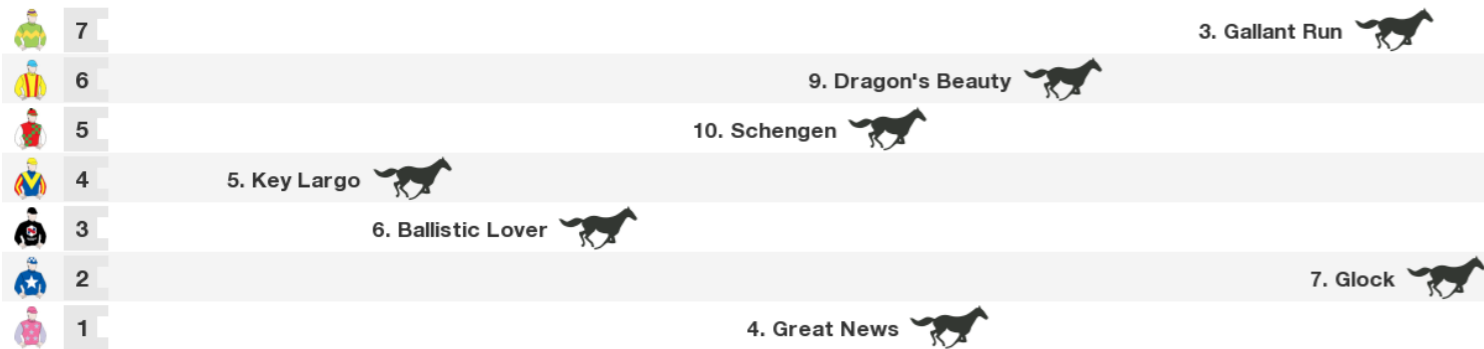 7 3. Gallant Run
6 9. Dragon's Beauty
5 10. Schengen
4 5. Key Largo
3 6. Ballistic Lover
2 7. Glock
1 4. Great News